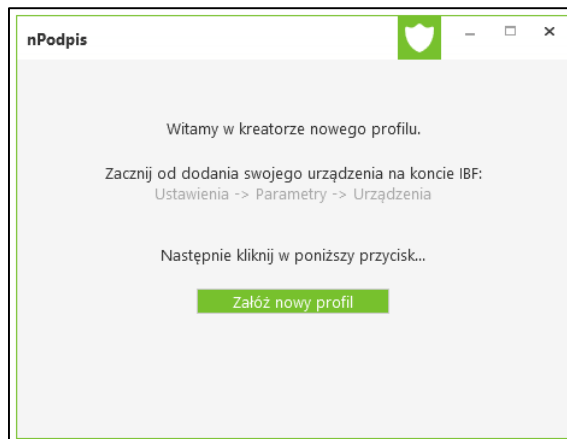 nPodpis
Witamy w kreatorze nowego profilu.
Zacznij od dodania swojego urządzenia na koncie IBF:
Ustawienia -> Parametry -> Urządzenia
Następnie kliknij w poniższy przycisk...
Załóż nowy profil